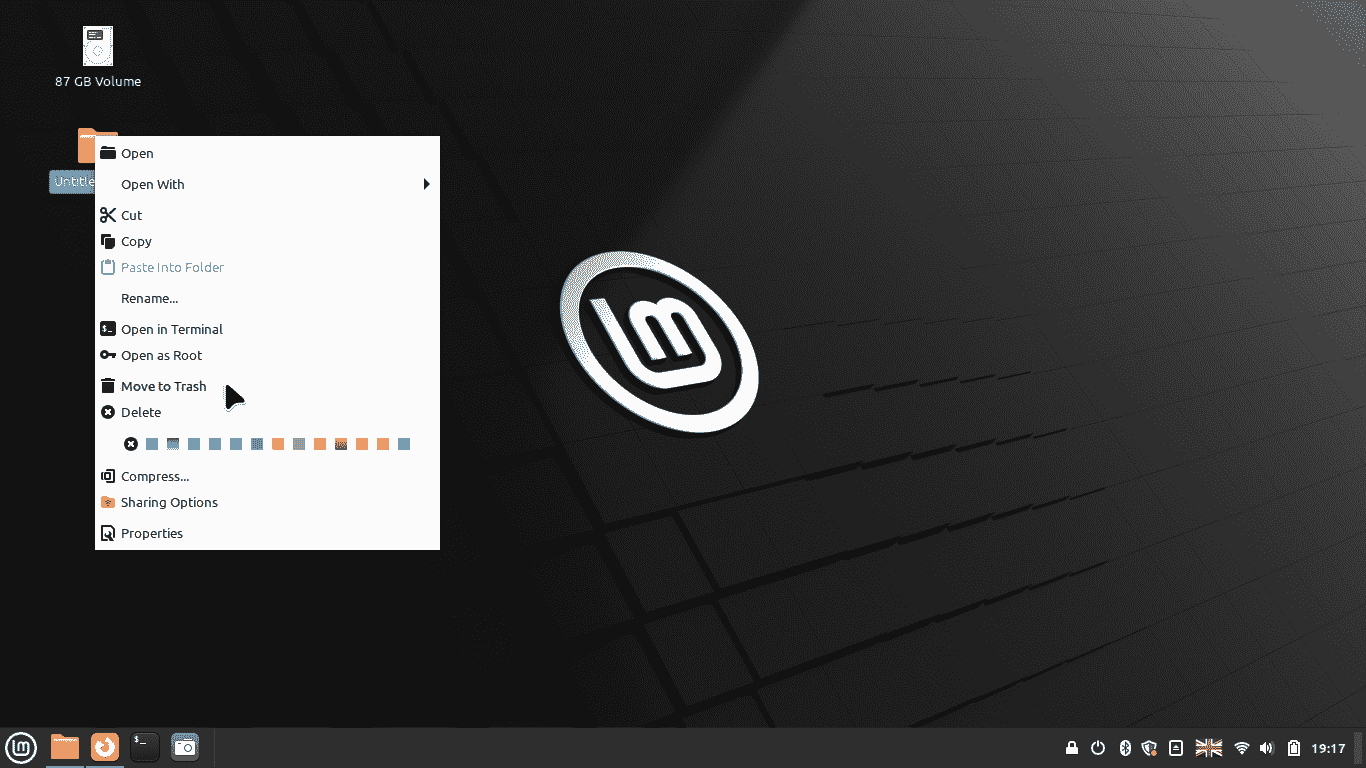 87 GB Volume
Untitle
Open
Open With
Cut
Copy
Paste Into Folder
Rename...
Open in Terminal
Open as Root
Move to Trash
Delete
Compress...
Sharing Options
Properties
19:17